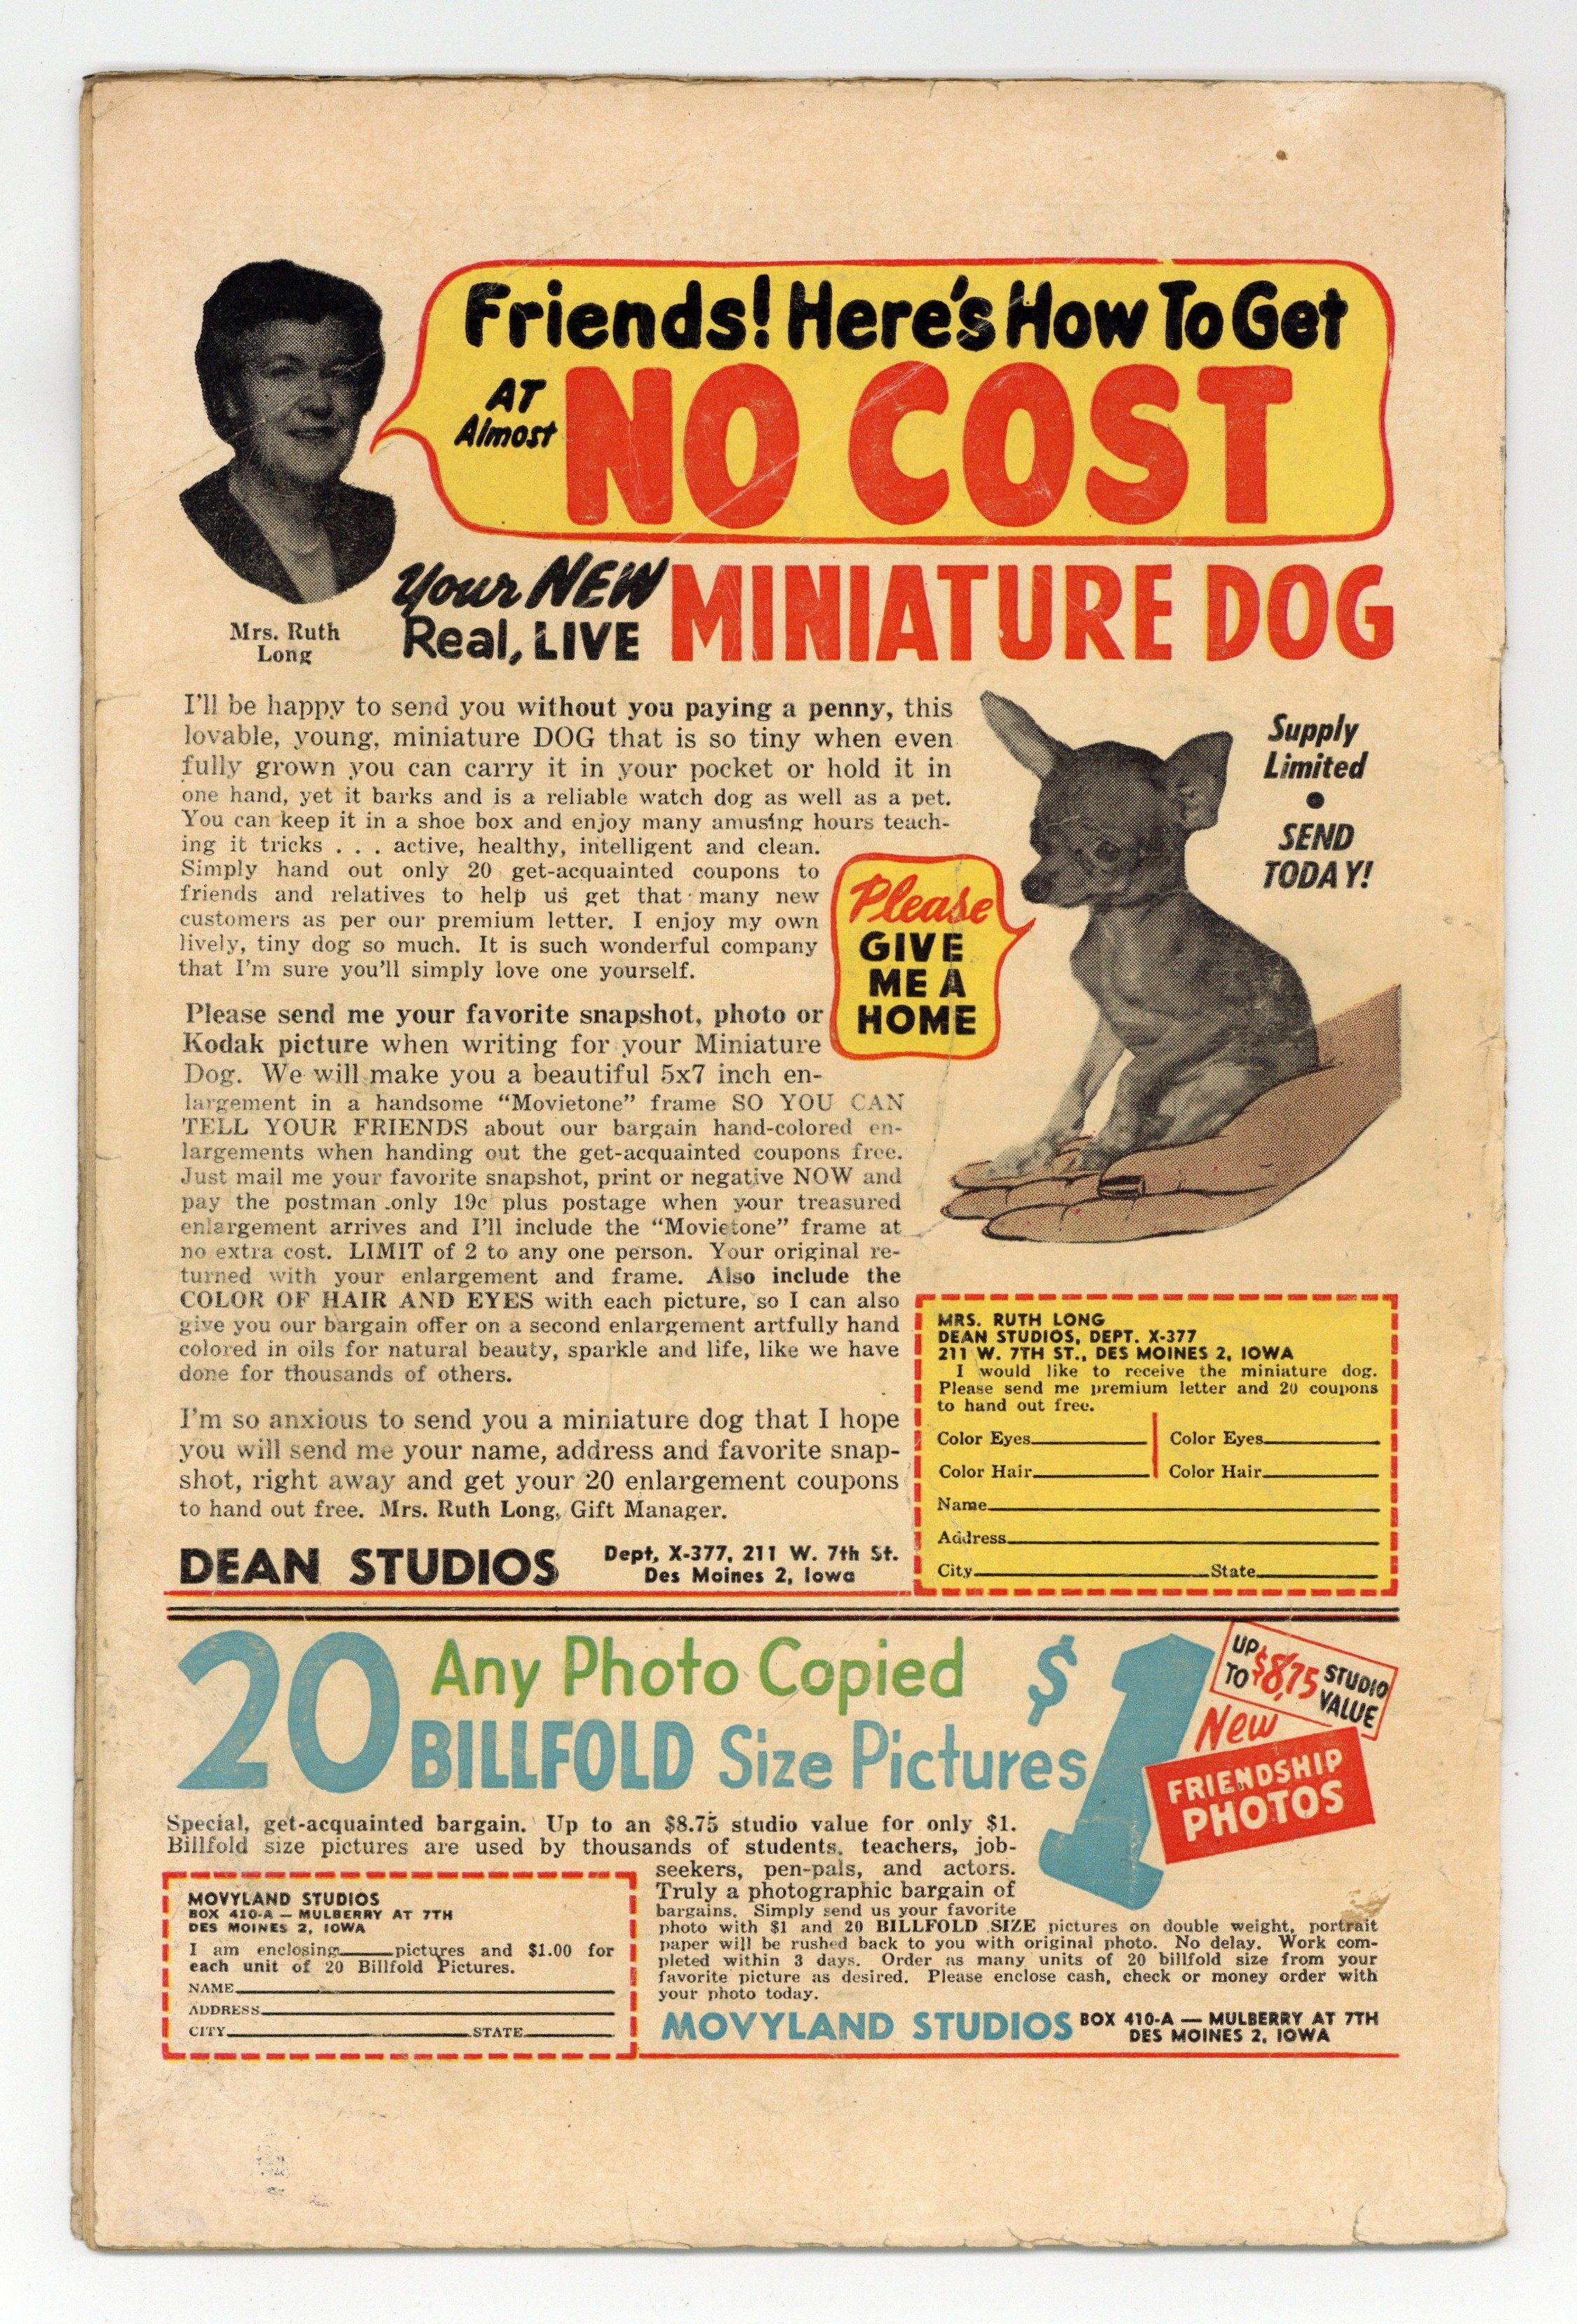 Friends! Here's How To Get
AT
Almost
NO COST
Your NEW
Real, LIVE
MINIATURE DOG
Mrs. Ruth
Long
I'll be happy to send you without you paying a penny, this
lovable, young, miniature DOG that is so tiny when even
fully grown you can carry it in your pocket or hold it in
one hand, yet it barks and is a reliable watch dog as well as a pet.
You can keep it in a shoe box and enjoy many amusing hours teach-
ing it tricks . . . active, healthy, intelligent and clean.
Simply hand out only 20 get-acquainted coupons to
friends and relatives to help us get that many new
customers as per our premium letter. I enjoy my own
lively, tiny dog so much. It is such wonderful company
that I'm sure you'll simply love one yourself.
Supply
Limited
•
SEND
TODAY!
Please
GIVE
ME A
HOME
Please send me your favorite snapshot, photo or
Kodak picture when writing for your Miniature
Dog. We will make you a beautiful 5x7 inch en-
largement in a handsome “Movietone” frame SO YOU CAN
TELL YOUR FRIENDS about our bargain hand-colored en-
largements when handing out the get-acquainted coupons free.
Just mail me your favorite snapshot, print or negative NOW and
pay the postman only 19c plus postage when your treasured
enlargement arrives and I'll include the “Movietone” frame at
no extra cost. LIMIT of 2 to any one person. Your original re-
turned with your enlargement and frame. Also include the
COLOR OF HAIR AND EYES with each picture, so I can also
give you our bargain offer on a second enlargement artfully hand
colored in oils for natural beauty, sparkle and life, like we have
done for thousands of others.
I'm so anxious to send you a miniature dog that I hope
you will send me your name, address and favorite snap-
shot, right away and get your 20 enlargement coupons
to hand out free. Mrs. Ruth Long, Gift Manager.
DEAN STUDIOS
Dept, X-377, 211 W. 7th St.
Des Moines 2, Iowa
MRS. RUTH LONG
DEAN STUDIOS, DEPT. X-377
211 W. 7TH ST., DES MOINES 2, IOWA
I would like to receive the miniature dog.
Please send me premium letter and 20 coupons
to hand out free.
Color Eyes Color Eyes
Color Hair Color Hair
Name
Address
City State
20
Any Photo Copied
BILLFOLD Size Pictures
$1
UP TO $8.75 STUDIO VALUE
New
FRIENDSHIP
PHOTOS
Special, get-acquainted bargain. Up to an $8.75 studio value for only $1.
Billfold size pictures are used by thousands of students, teachers, job-
seekers, pen-pals, and actors.
Truly a photographic bargain of
bargains. Simply send us your favorite
photo with $1 and 20 BILLFOLD SIZE pictures on double weight, portrait
paper will be rushed back to you with original photo. No delay. Work com-
pleted within 3 days. Order as many units of 20 billfold size from your
favorite picture as desired. Please enclose cash, check or money order with
your photo today.
MOVYLAND STUDIOS
BOX 410-A — MULBERRY AT 7TH
DES MOINES 2, IOWA
MOVYLAND STUDIOS
BOX 410-A — MULBERRY AT 7TH
DES MOINES 2, IOWA
I am enclosing pictures and $1.00 for
each unit of 20 Billfold Pictures.
NAME
ADDRESS
CITY STATE